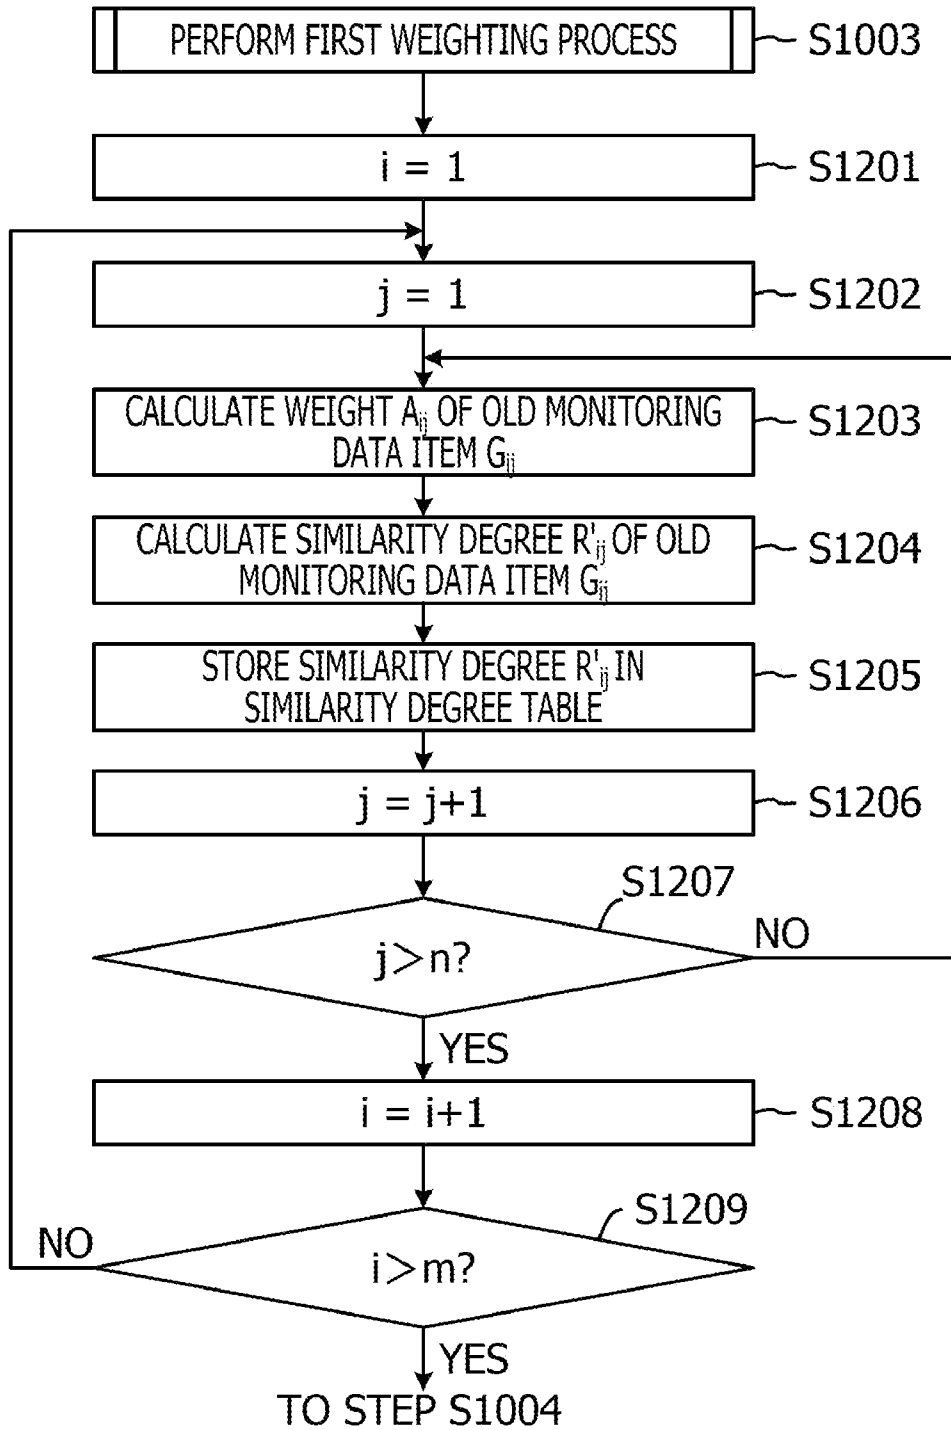 PERFORM FIRST WEIGHTING PROCESS
S1003
i = 1
S1201
j = 1
S1202
CALCULATE WEIGHT Aij OF OLD MONITORING
DATA ITEM Gij
S1203
CALCULATE SIMILARITY DEGREE R'ij OF OLD
MONITORING DATA ITEM Gij
S1204
STORE SIMILARITY DEGREE R'ij IN
SIMILARITY DEGREE TABLE
S1205
j = j+1
S1206
S1207
j>n?
NO
YES
i = i+1
S1208
S1209
i>m?
NO
YES
TO STEP S1004